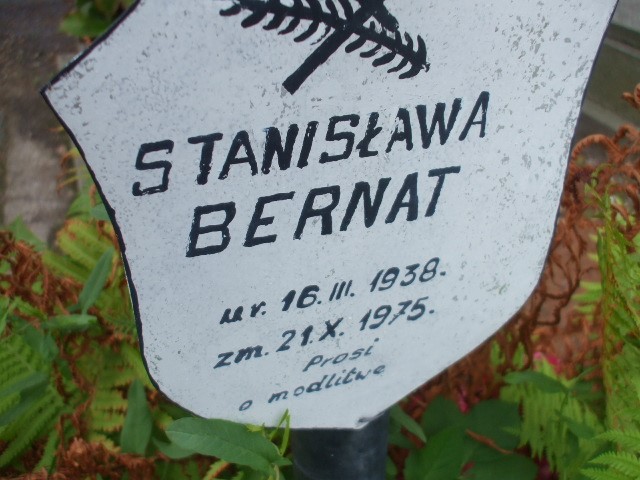 STANISŁAWA
BERNAT
ur. 16. III. 1938.
zm. 21. X. 1975.
Prosi
o modlitwę